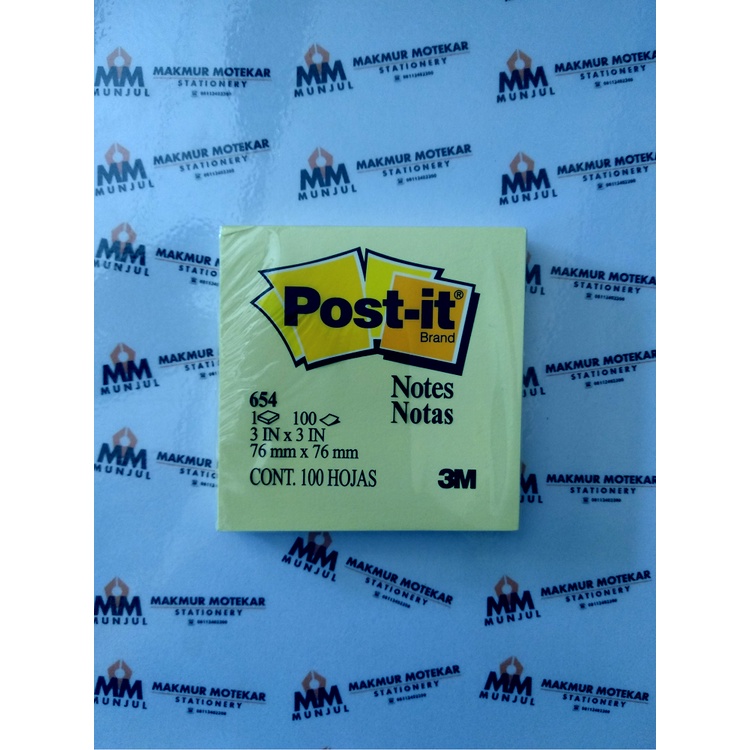 MAKMUR MOTEKAR
STATIONERY
MM
MUNJUL
Post-it®
Brand
Notes
Notas
654
1 100
3 IN x 3 IN
76 mm x 76 mm
CONT. 100 HOJAS
3M